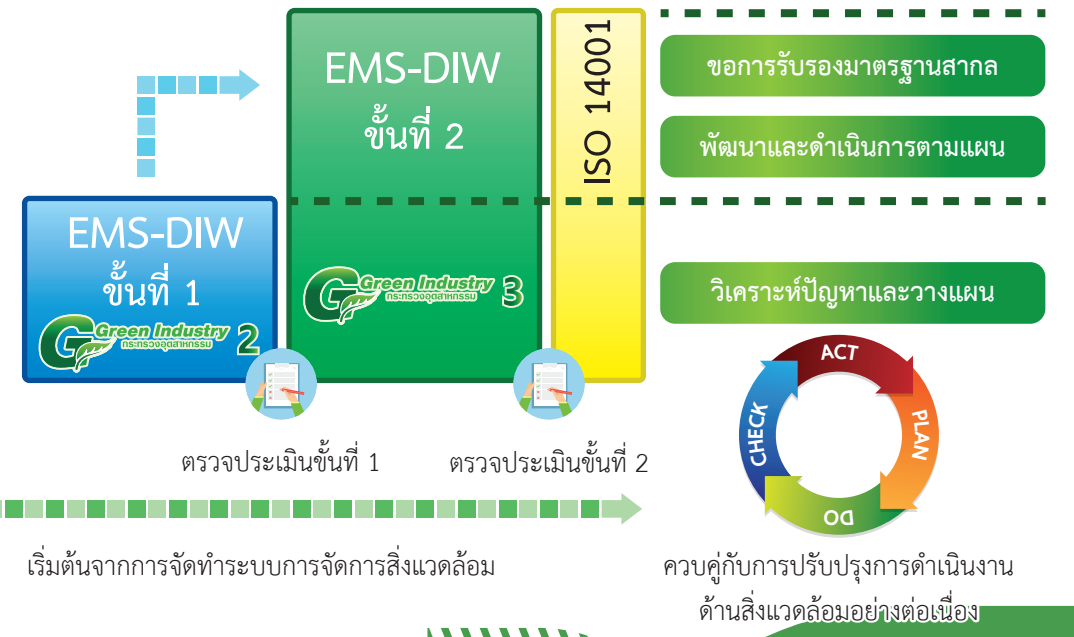 EMS-DIW
ขั้นที่ 1
Green Industry 2
กระทรวงอุตสาหกรรม
EMS-DIW
ขั้นที่ 2
Green Industry 3
กระทรวงอุตสาหกรรม
ISO 14001
ขอการรับรองมาตรฐานสากล
พัฒนาและดำเนินการตามแผน
วิเคราะห์ปัญหาและวางแผน
ตรวจประเมินขั้นที่ 1
ตรวจประเมินขั้นที่ 2
เริ่มต้นจากการจัดทำระบบการจัดการสิ่งแวดล้อม
ACT
PLAN
DO
CHECK
ควบคู่กับการปรับปรุงการดำเนินงาน
ด้านสิ่งแวดล้อมอย่างต่อเนื่อง